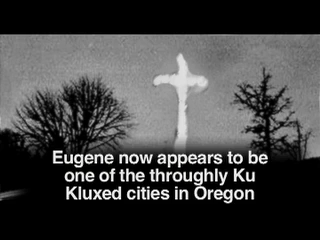 Eugene now appears to be
one of the throughly Ku
Kluxed cities in Oregon